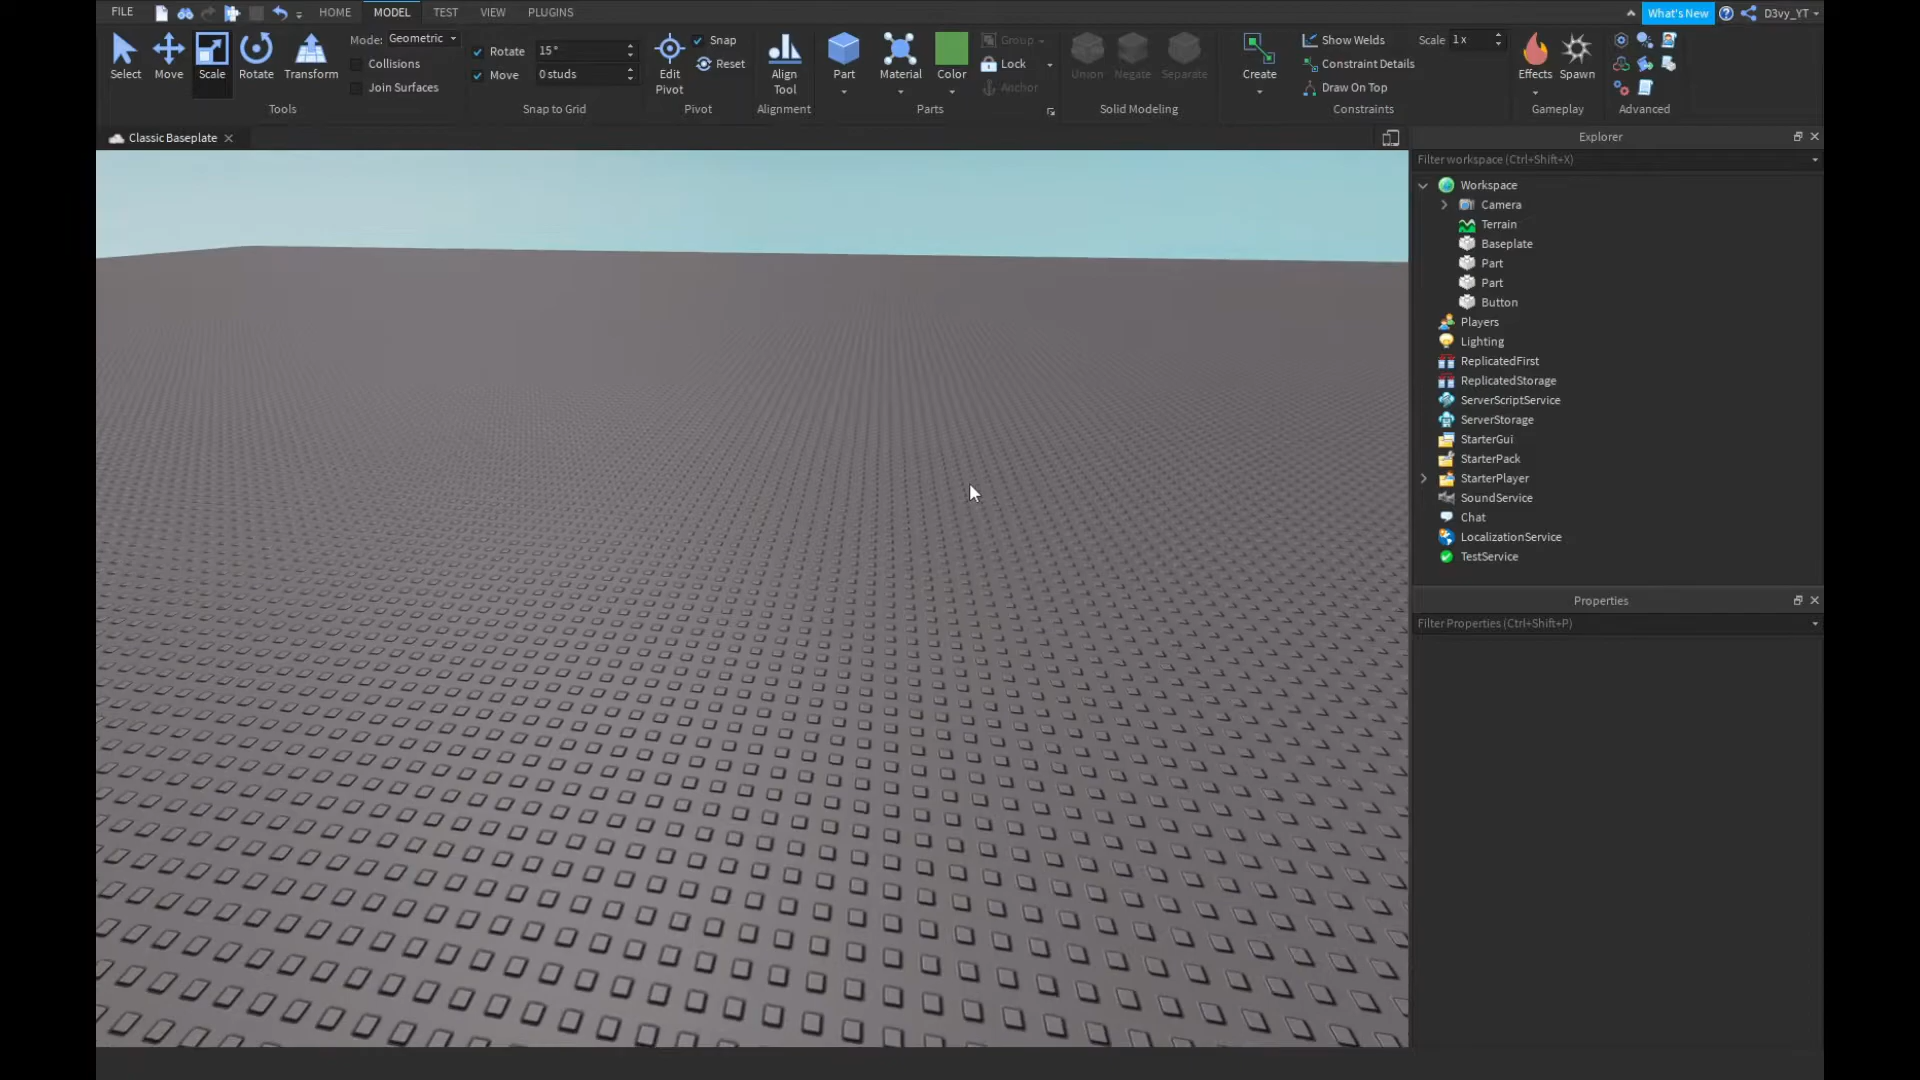 FILE HOME MODEL TEST VIEW PLUGINS What's New D3vy_YT
Select Move Scale Rotate Transform
Mode: Geometric
Collisions
Join Surfaces
Tools
Rotate 15°
Move 0 studs
Snap to Grid
Edit Pivot
Snap
Reset
Pivot
Align Tool
Alignment
Part Material Color
Group
Lock
Anchor
Parts
Union Negate Separate
Solid Modeling
Create
Show Welds Scale 1 x
Constraint Details
Draw On Top
Constraints
Effects Spawn
Gameplay
Advanced
Classic Baseplate
Explorer
Filter workspace (Ctrl+Shift+X)
Workspace
Camera
Terrain
Baseplate
Part
Part
Button
Players
Lighting
ReplicatedFirst
ReplicatedStorage
ServerScriptService
ServerStorage
StarterGui
StarterPack
StarterPlayer
SoundService
Chat
LocalizationService
TestService
Properties
Filter Properties (Ctrl+Shift+P)